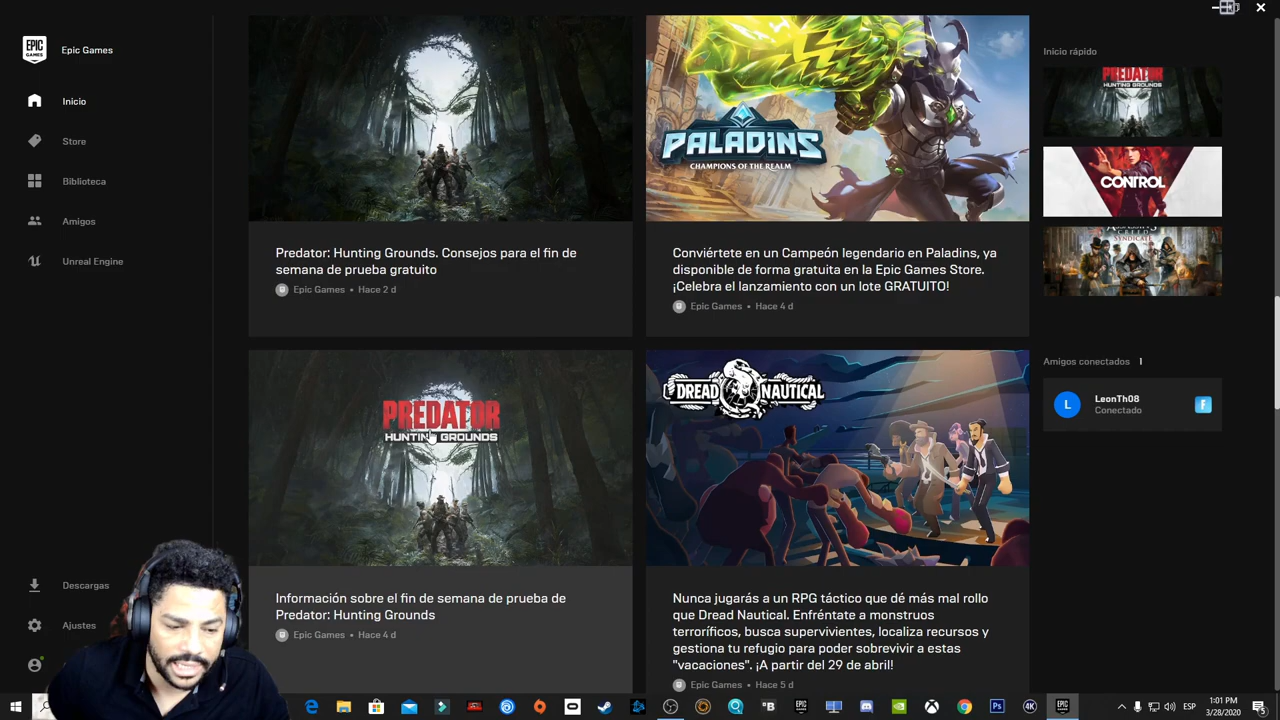 EPIC
GAMES
Epic Games
Inicio
Store
Biblioteca
Amigos
Unreal Engine
Descargas
Ajustes
Predator: Hunting Grounds. Consejos para el fin de
semana de prueba gratuito
Epic Games • Hace 2 d
PALADINS
CHAMPIONS OF THE REALM
Conviértete en un Campeón legendario en Paladins, ya
disponible de forma gratuita en la Epic Games Store.
¡Celebra el lanzamiento con un lote GRATUITO!
Epic Games • Hace 4 d
PREDATOR
HUNTING GROUNDS
Información sobre el fin de semana de prueba de
Predator: Hunting Grounds
Epic Games • Hace 4 d
DREAD NAUTICAL
Nunca jugarás a un RPG táctico que dé más mal rollo
que Dread Nautical. Enfréntate a monstruos
terroríficos, busca supervivientes, localiza recursos y
gestiona tu refugio para poder sobrevivir a estas
"vacaciones". ¡A partir del 29 de abril!
Epic Games • Hace 5 d
Inicio rápido
PREDATOR
HUNTING GROUNDS
CONTROL
SYNDICATE
Amigos conectados 1
L
LeonTh08
Conectado
F
Ps
4K
EPIC
ESP
1:01 PM
3/28/2020